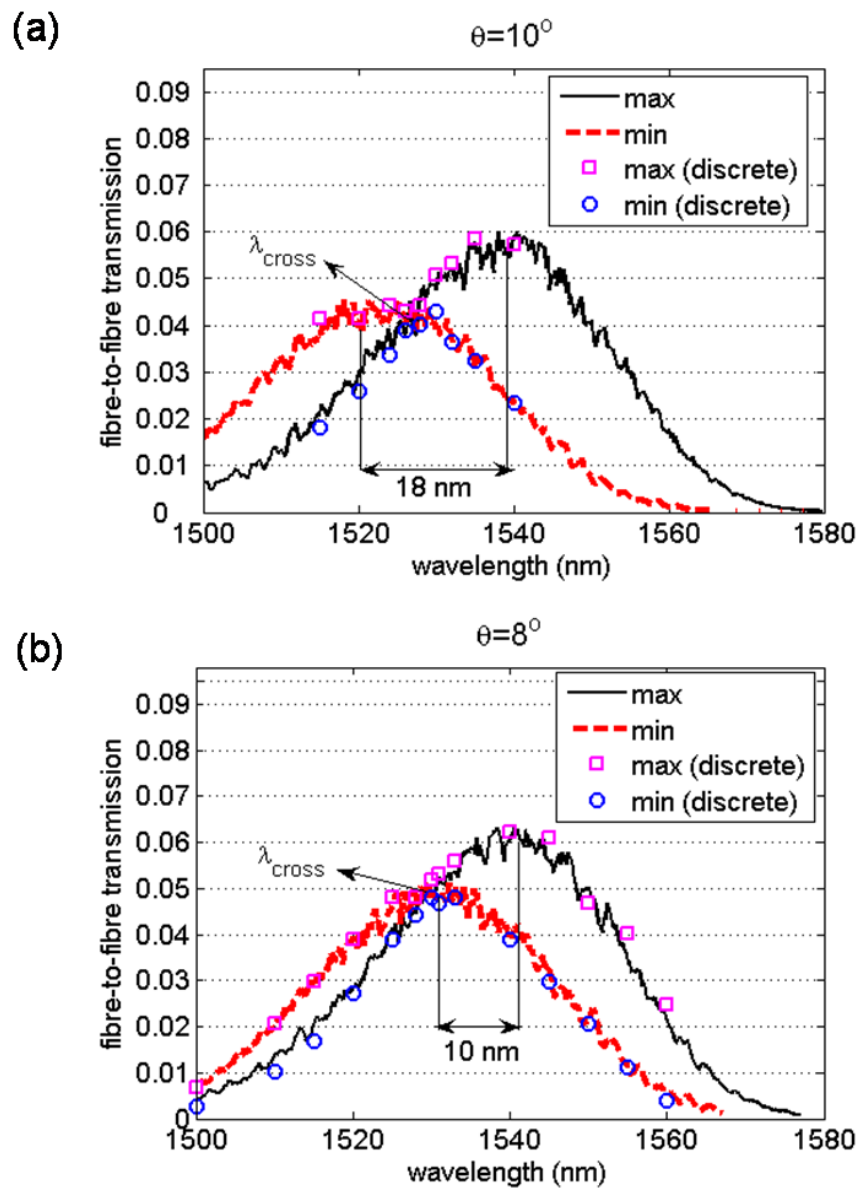 (a)
θ=10°
0.09
0.08
0.07
0.06
0.05
0.04
0.03
0.02
0.01
0
fibre-to-fibre transmission
max
min
max (discrete)
min (discrete)
λcross
18 nm
1500 1520 1540 1560 1580
wavelength (nm)
(b)
θ=8°
0.09
0.08
0.07
0.06
0.05
0.04
0.03
0.02
0.01
0
fibre-to-fibre transmission
max
min
max (discrete)
min (discrete)
λcross
10 nm
1500 1520 1540 1560 1580
wavelength (nm)